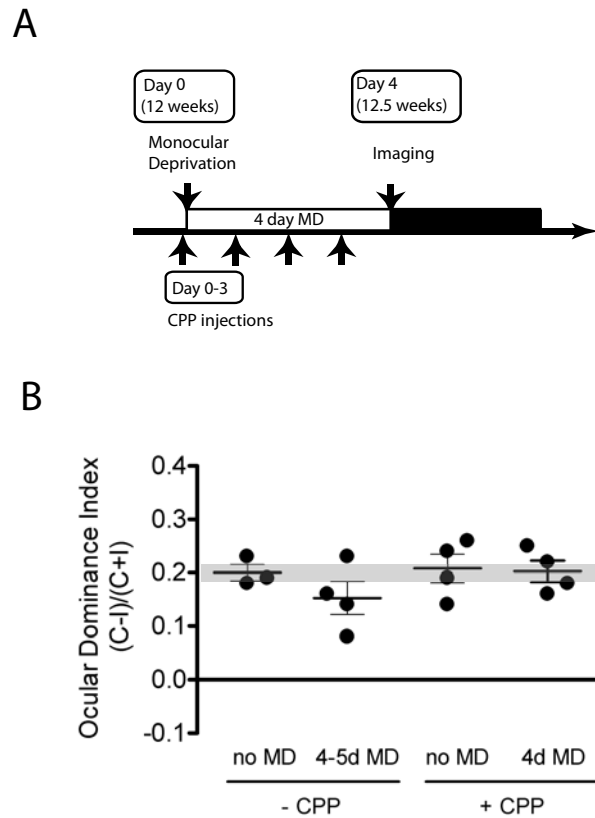 A
Day 0
(12 weeks)
Day 4
(12.5 weeks)
Monocular
Deprivation
Imaging
4 day MD
Day 0-3
CPP injections
B
Ocular Dominance Index
(C-I)/(C+I)
0.4
0.3
0.2
0.1
0.0
-0.1
no MD 4-5d MD no MD 4d MD
- CPP + CPP